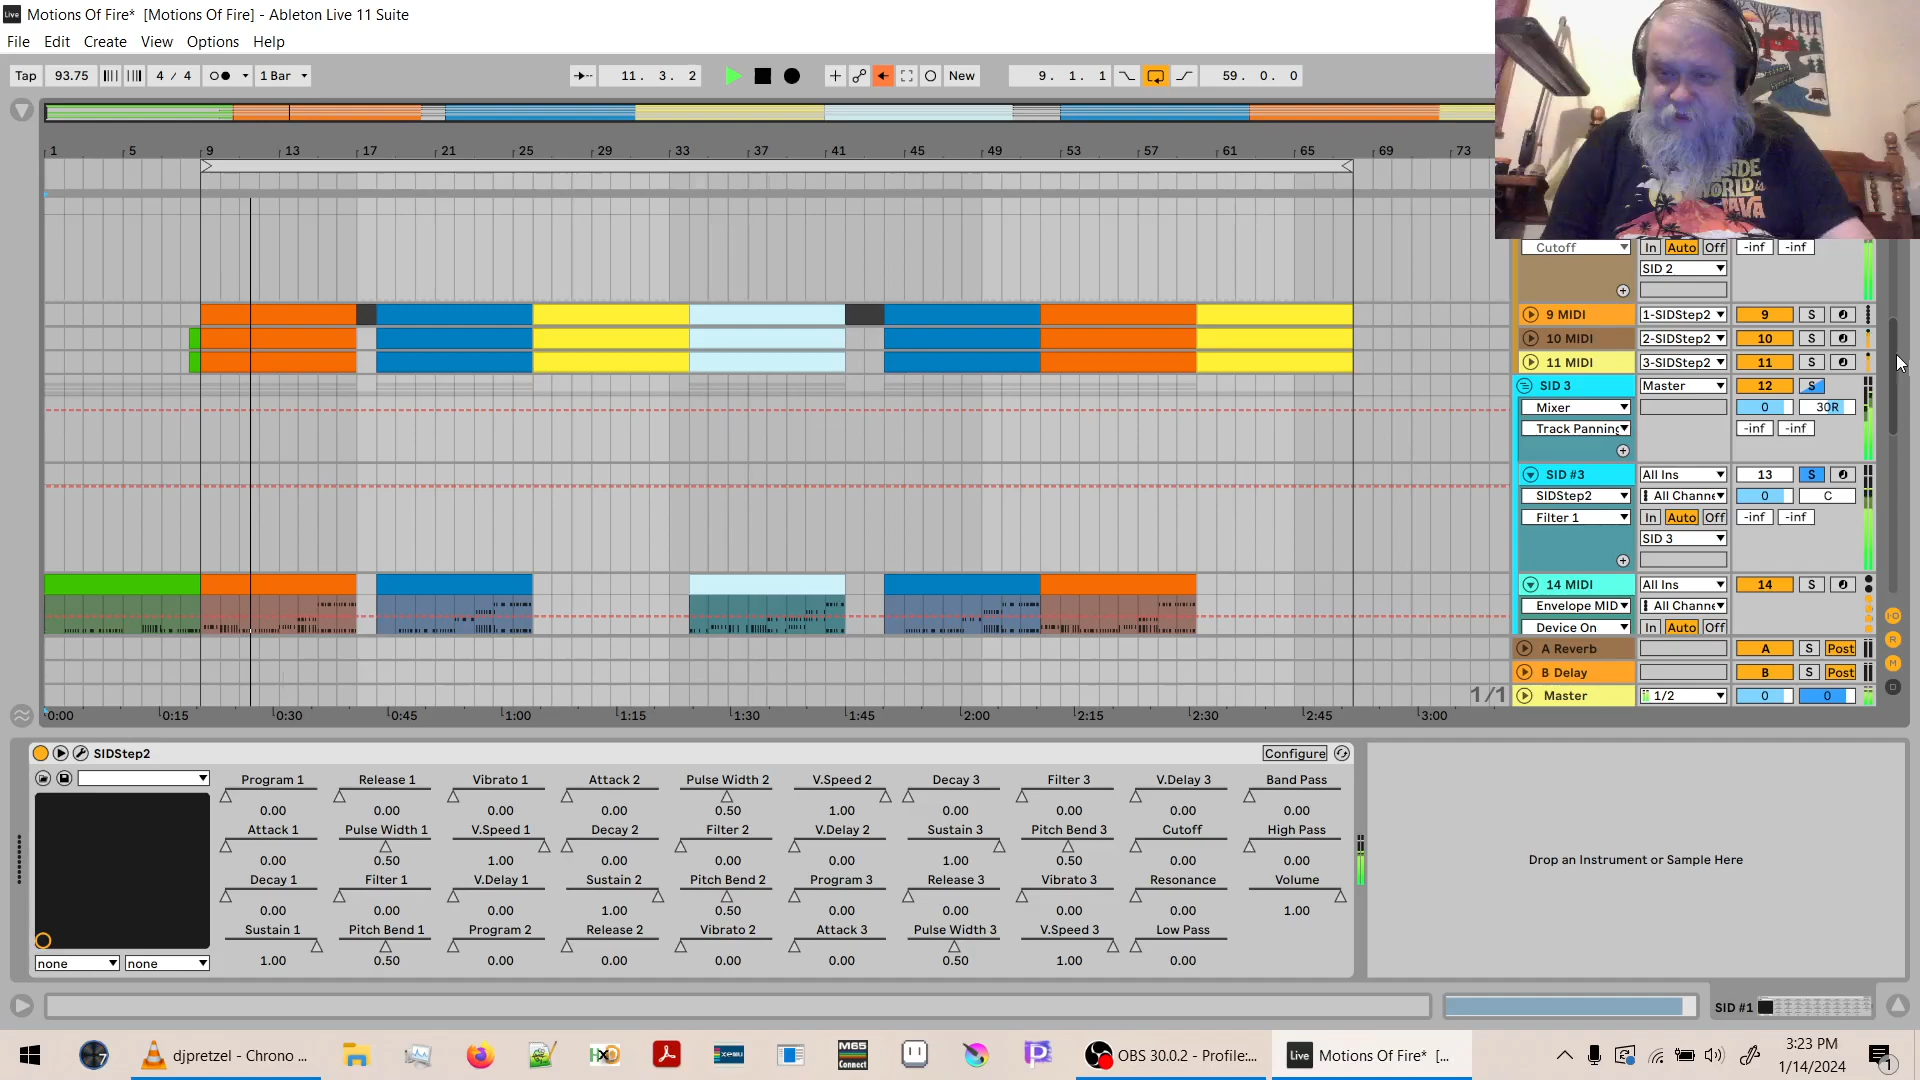 Motions Of Fire* [Motions Of Fire] - Ableton Live 11 Suite
File Edit Create View Options Help
Tap 93.75 4 / 4 1 Bar 11. 3. 2 New 9. 1. 1 59. 0. 0
1 5 9 13 17 21 25 29 33 37 41 45 49 53 57 61 65 69 73
Cutoff In Auto Off -inf -inf
SID 2
9 MIDI 1-SIDStep2 9 S
10 MIDI 2-SIDStep2 10 S
11 MIDI 3-SIDStep2 11 S
SID 3 Master 12 S
Mixer 0 30R
Track Panning -inf -inf
SID #3 All Ins 13 S
SIDStep2 All Channe 0 C
Filter 1 In Auto Off -inf -inf
SID 3
14 MIDI All Ins 14 S
Envelope MID All Channe
Device On In Auto Off
A Reverb A S Post
B Delay B S Post
1/1 Master 1/2 0 0
0:00 0:15 0:30 0:45 1:00 1:15 1:30 1:45 2:00 2:15 2:30 2:45 3:00
SIDStep2 Configure
Program 1 Release 1 Vibrato 1 Attack 2 Pulse Width 2 V.Speed 2 Decay 3 Filter 3 V.Delay 3 Band Pass
0.00 0.00 0.00 0.00 0.50 1.00 0.00 0.00 0.00 0.00
Attack 1 Pulse Width 1 V.Speed 1 Decay 2 Filter 2 V.Delay 2 Sustain 3 Pitch Bend 3 Cutoff High Pass
0.00 0.50 1.00 0.00 0.00 0.00 1.00 0.50 0.00 0.00
Drop an Instrument or Sample Here
Decay 1 Filter 1 V.Delay 1 Sustain 2 Pitch Bend 2 Program 3 Release 3 Vibrato 3 Resonance Volume
0.00 0.00 0.00 1.00 0.50 0.00 0.00 0.00 0.00 1.00
Sustain 1 Pitch Bend 1 Program 2 Release 2 Vibrato 2 Attack 3 Pulse Width 3 V.Speed 3 Low Pass
1.00 0.50 0.00 0.00 0.00 0.00 0.50 1.00 0.00
none none
SID #1
djpretzel - Chrono ... OBS 30.0.2 - Profile:... Live Motions Of Fire* [...
M65
Connect
3:23 PM
1/14/2024
1